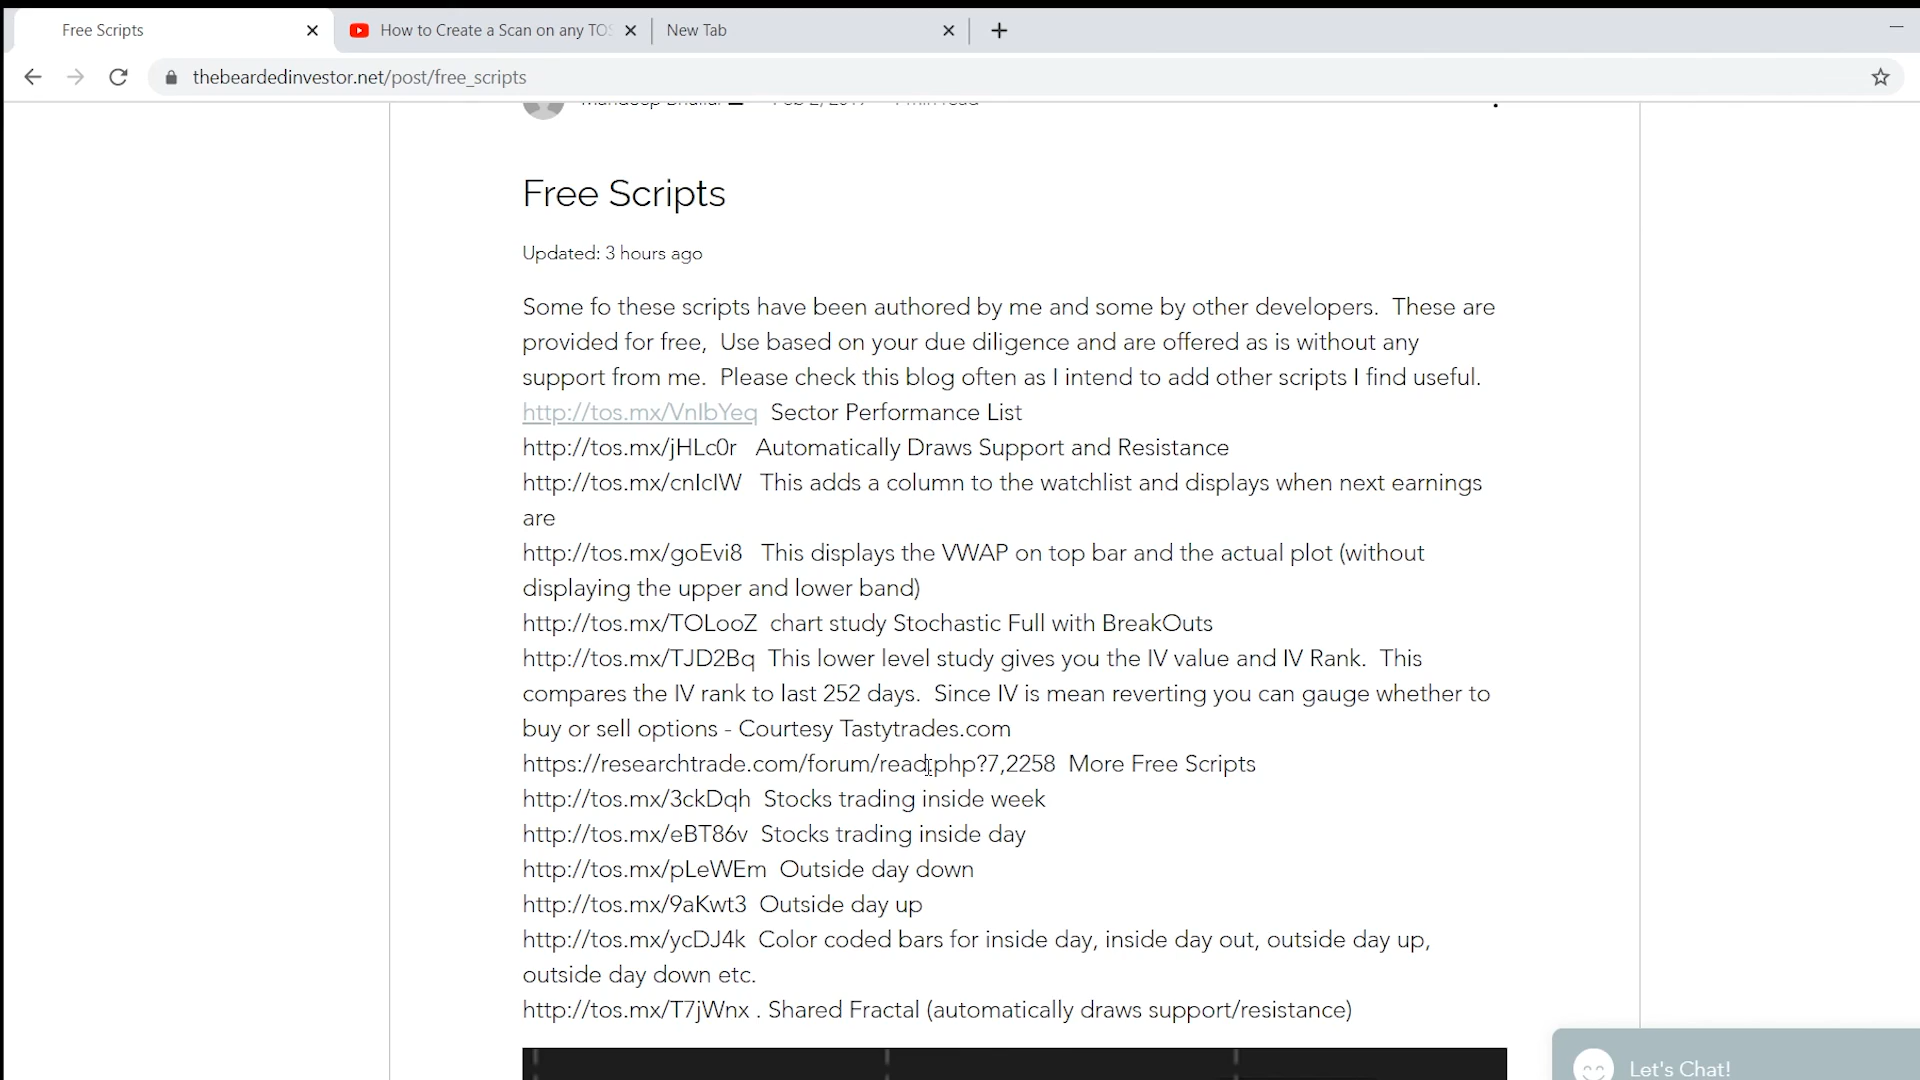 Free Scripts
How to Create a Scan on any TOS
New Tab
thebeardedinvestor.net/post/free_scripts
Free Scripts
Updated: 3 hours ago
Some fo these scripts have been authored by me and some by other developers. These are
provided for free, Use based on your due diligence and are offered as is without any
support from me. Please check this blog often as I intend to add other scripts I find useful.
http://tos.mx/VnIbYeq Sector Performance List
http://tos.mx/jHLc0r Automatically Draws Support and Resistance
http://tos.mx/cnIcIW This adds a column to the watchlist and displays when next earnings
are
http://tos.mx/goEvi8 This displays the VWAP on top bar and the actual plot (without
displaying the upper and lower band)
http://tos.mx/TOLooZ chart study Stochastic Full with BreakOuts
http://tos.mx/TJD2Bq This lower level study gives you the IV value and IV Rank. This
compares the IV rank to last 252 days. Since IV is mean reverting you can gauge whether to
buy or sell options - Courtesy Tastytrades.com
https://researchtrade.com/forum/read.php?7,2258 More Free Scripts
http://tos.mx/3ckDqh Stocks trading inside week
http://tos.mx/eBT86v Stocks trading inside day
http://tos.mx/pLeWEm Outside day down
http://tos.mx/9aKwt3 Outside day up
http://tos.mx/ycDJ4k Color coded bars for inside day, inside day out, outside day up,
outside day down etc.
http://tos.mx/T7jWnx . Shared Fractal (automatically draws support/resistance)
Let's Chat!